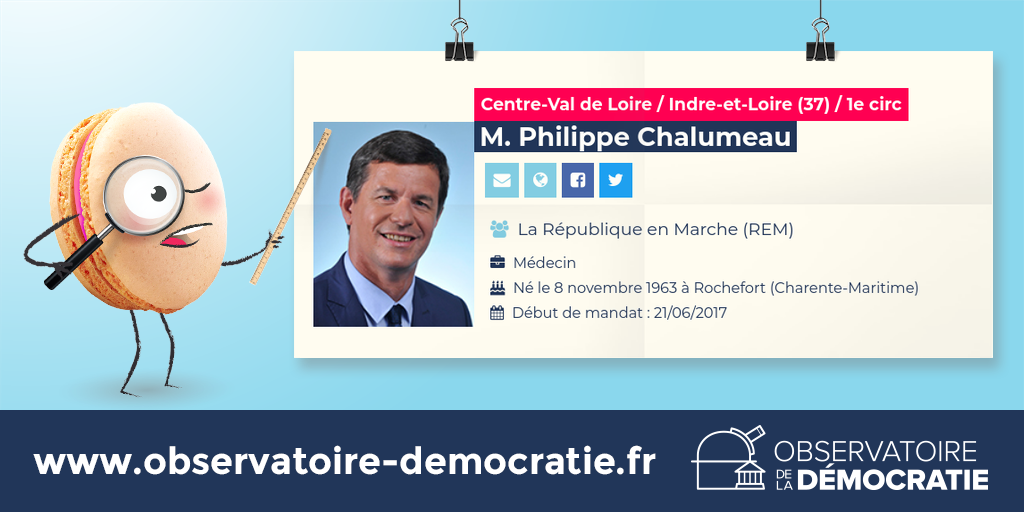 Centre-Val de Loire / Indre-et-Loire (37) / 1e circ
M. Philippe Chalumeau
La République en Marche (REM)
Médecin
Né le 8 novembre 1963 à Rochefort (Charente-Maritime)
Début de mandat : 21/06/2017
www.observatoire-democratie.fr
OBSERVATOIRE
DE LA DÉMOCRATIE